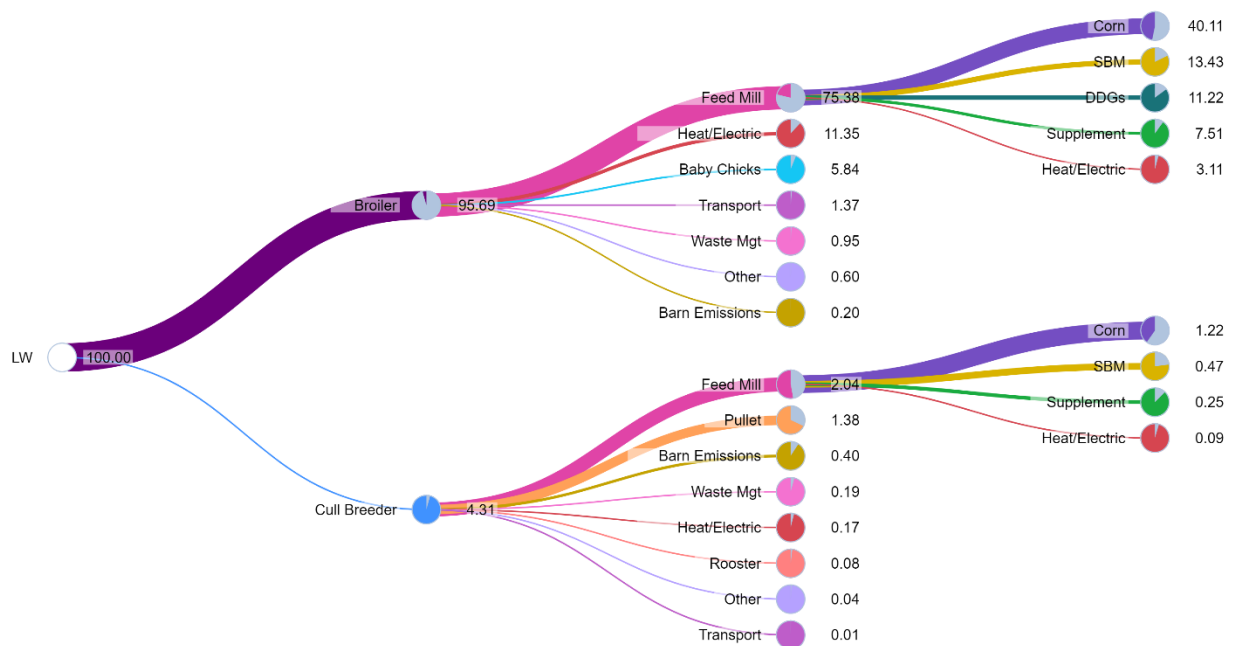 Corn 40.11
SBM 13.43
Feed Mill 75.38 DDGs 11.22
Heat/Electric 11.35 Supplement 7.51
Baby Chicks 5.84 Heat/Electric 3.11
Broiler 95.69 Transport 1.37
Waste Mgt 0.95
Other 0.60
Barn Emissions 0.20
Corn 1.22
LW 100.00
SBM 0.47
Feed Mill 2.04
Supplement 0.25
Pullet 1.38
Heat/Electric 0.09
Barn Emissions 0.40
Waste Mgt 0.19
Cull Breeder 4.31
Heat/Electric 0.17
Rooster 0.08
Other 0.04
Transport 0.01